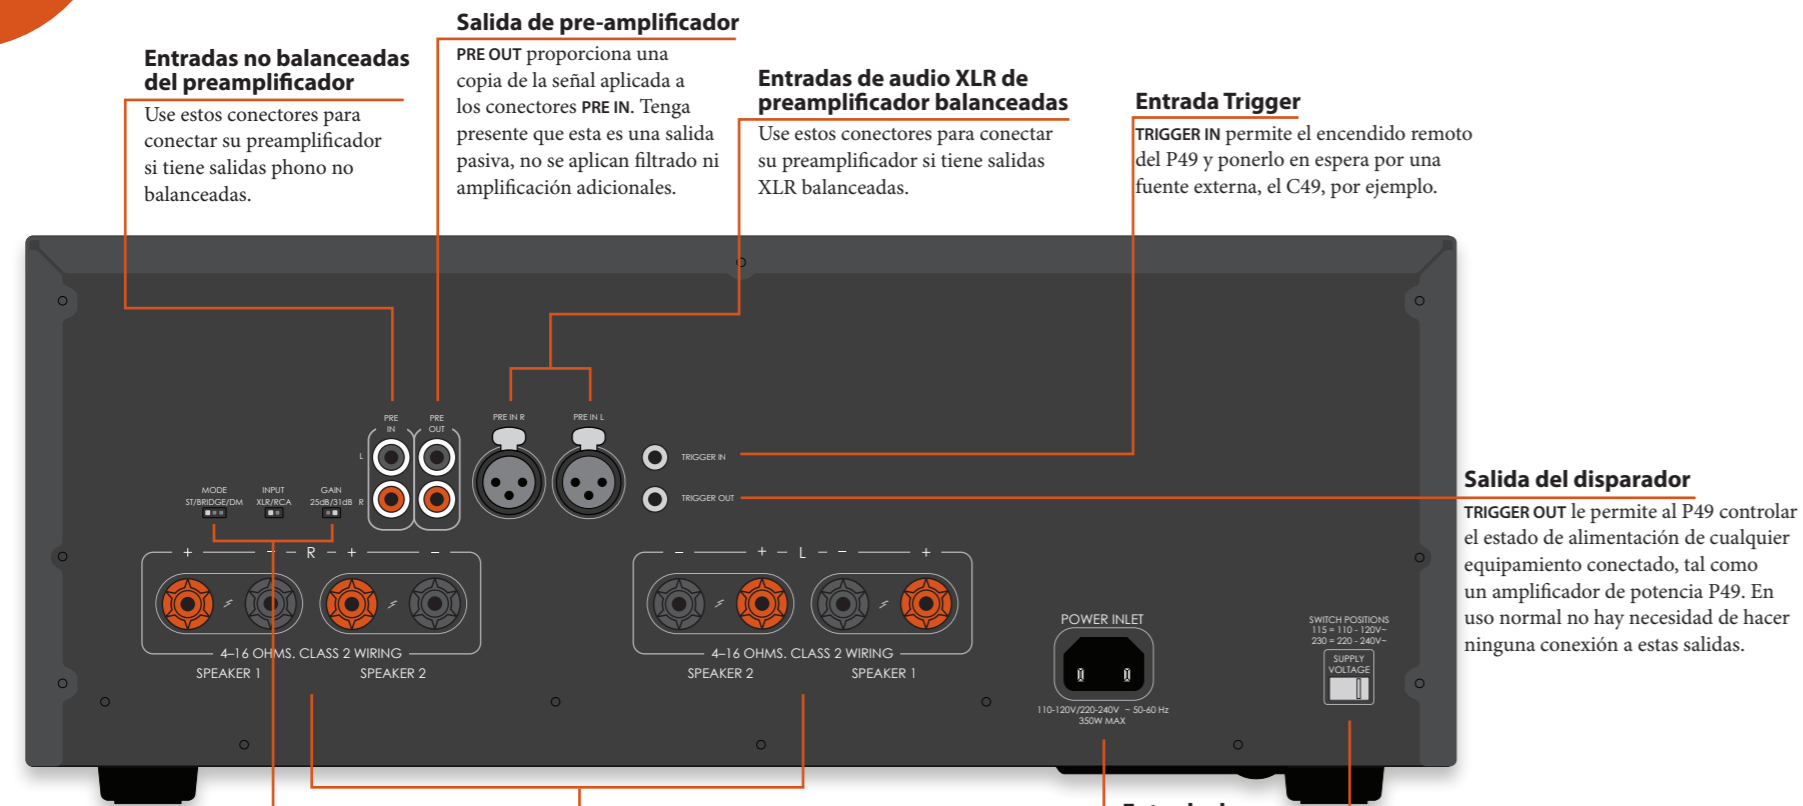 Salida de pre-amplificador
PRE OUT proporciona una
copia de la señal aplicada a
los conectores PRE IN. Tenga
presente que esta es una salida
pasiva, no se aplican filtrado ni
amplificación adicionales.
Entradas no balanceadas
del preamplificador
Use estos conectores para
conectar su preamplificador
si tiene salidas phono no
balanceadas.
Entradas de audio XLR de
preamplificador balanceadas
Use estos conectores para conectar
su preamplificador si tiene salidas
XLR balanceadas.
Entrada Trigger
TRIGGER IN permite el encendido remoto
del P49 y ponerlo en espera por una
fuente externa, el C49, por ejemplo.
Salida del disparador
TRIGGER OUT le permite al P49 controlar
el estado de alimentación de cualquier
equipamiento conectado, tal como
un amplificador de potencia P49. En
uso normal no hay necesidad de hacer
ninguna conexión a estas salidas.
PRE
IN
PRE
OUT
PRE IN R
PRE IN L
L
R
TRIGGER IN
TRIGGER OUT
MODE
ST/BRIDGE/DM
INPUT
XLR/RCA
GAIN
25dB/31dB
+ − R + −
4–16 OHMS. CLASS 2 WIRING
SPEAKER 1
SPEAKER 2
− + L − +
4–16 OHMS. CLASS 2 WIRING
SPEAKER 2
SPEAKER 1
POWER INLET
110-120V/220-240V ~ 50-60 Hz
350W MAX
SWITCH POSITIONS
115 = 110 - 120V~
230 = 220 - 240V~
SUPPLY
VOLTAGE